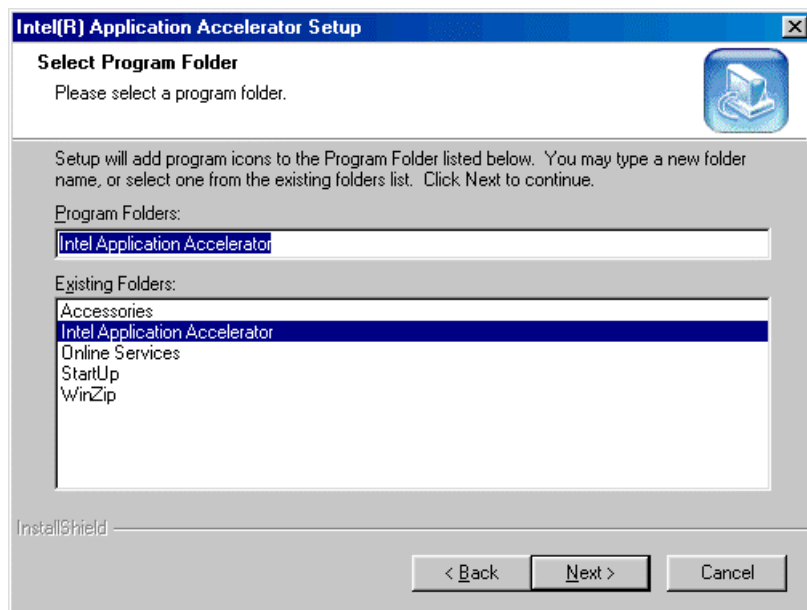 Intel(R) Application Accelerator Setup
Select Program Folder
Please select a program folder.
Setup will add program icons to the Program Folder listed below.  You may type a new folder
name, or select one from the existing folders list.  Click Next to continue.
Program Folders:
Intel Application Accelerator
Existing Folders:
Accessories
Intel Application Accelerator
Online Services
StartUp
WinZip
InstallShield
< Back
Next >
Cancel